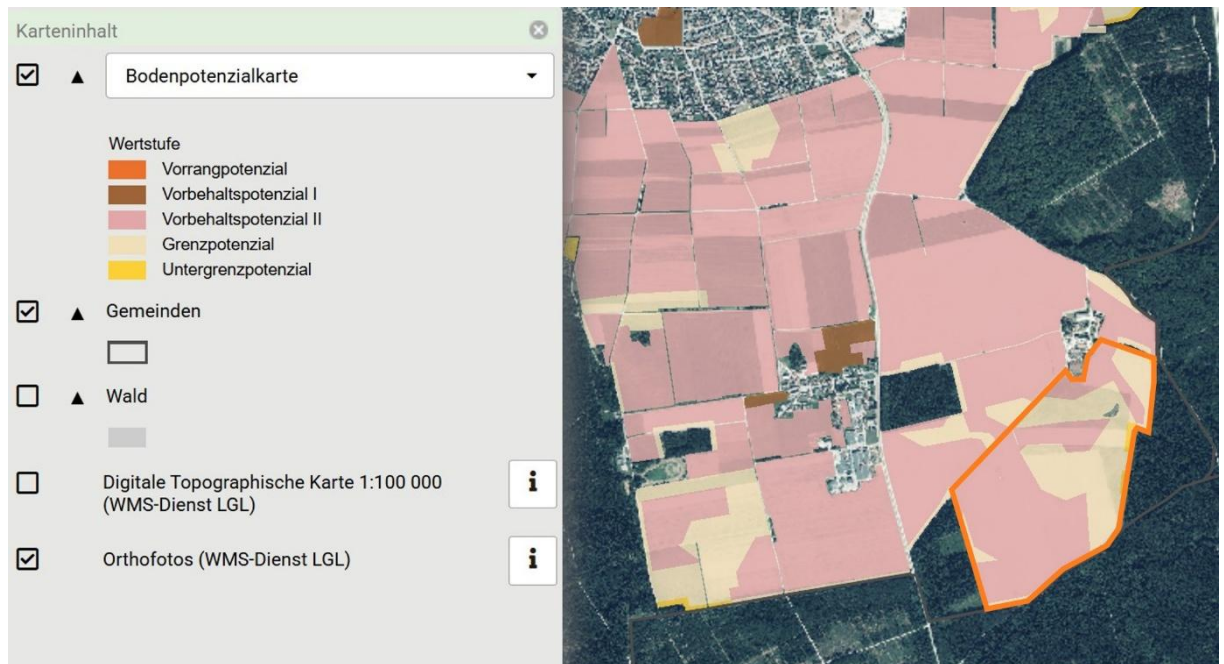 Karteninhalt
Bodenpotenzialkarte
Wertstufe
Vorrangpotenzial
Vorbehaltspotenzial I
Vorbehaltspotenzial II
Grenzpotenzial
Untergrenzpotenzial
Gemeinden
Wald
Digitale Topographische Karte 1:100 000
(WMS-Dienst LGL)
i
Orthofotos (WMS-Dienst LGL)
i